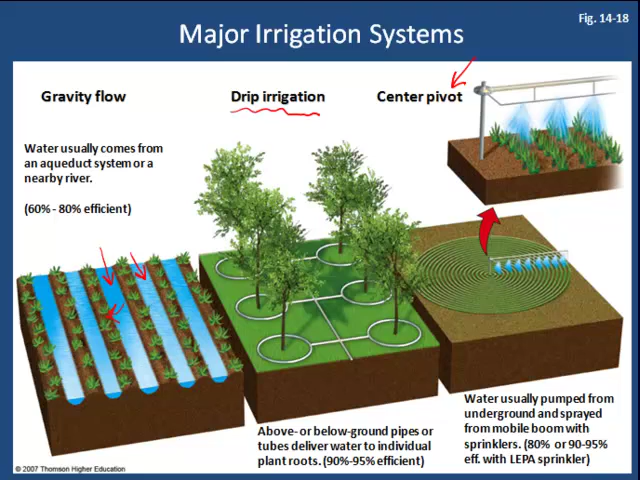 Fig. 14-18
Major Irrigation Systems
Gravity flow
Drip irrigation
Center pivot
Water usually comes from
an aqueduct system or a
nearby river.
(60% - 80% efficient)
Above- or below-ground pipes or
tubes deliver water to individual
plant roots. (90%-95% efficient)
Water usually pumped from
underground and sprayed
from mobile boom with
sprinklers. (80% or 90-95%
eff. with LEPA sprinkler)
© 2007 Thomson Higher Education